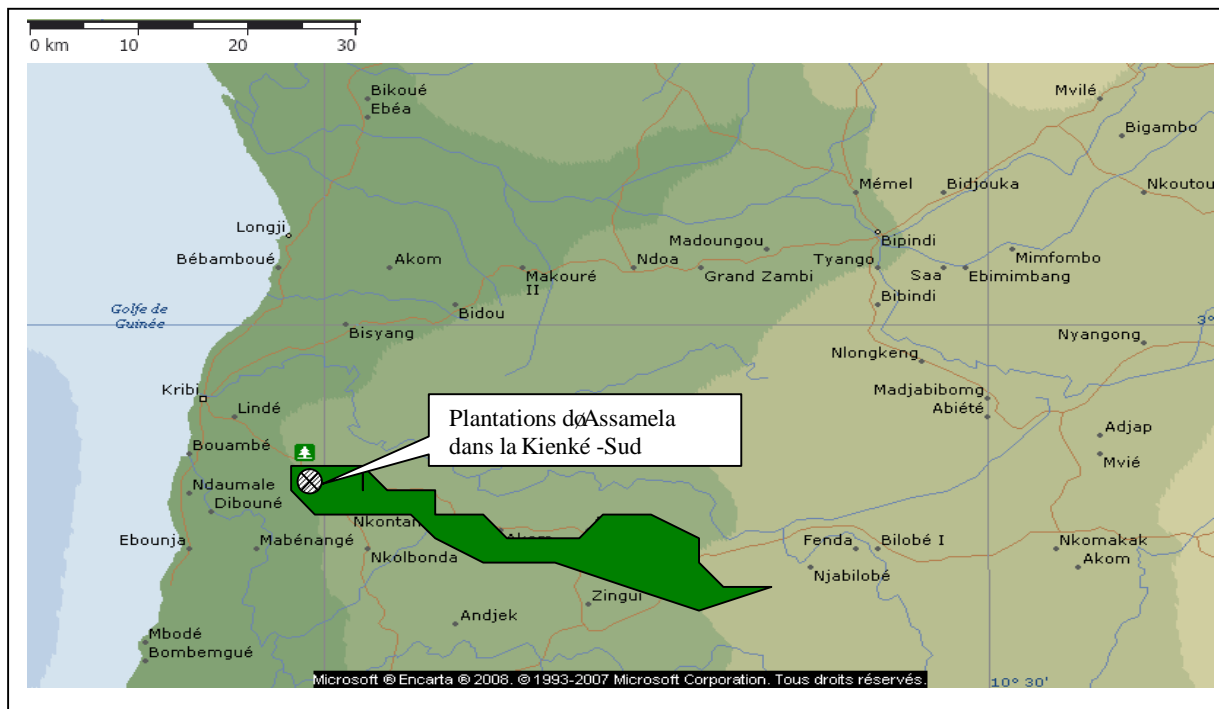 0 km 10 20 30
Bikoué
Ebéa
Mvilé
Bigambo
Mémel
Bidjouka
Nkoutou
Longji
Madoungou
Bipindi
Bébamboué
Akom
Makouré
II
Ndoa
Grand Zambi
Tyango
Saa
Mimfombo
Ebimimbang
Golfe de
Guinée
Bidou
Bibindi
Bisyang
3°
Nyangong
Nlongkeng
Kribi
Lindé
Madjabibomg
Abiété
Plantations døAssamela
dans la Kienké -Sud
Adjap
Bouambé
Mvié
Ndaumale
Dibouné
Nkontan
Ebounja
Mabénangé
Nkolbonda
Fenda
Bilobé I
Nkomakak
Akom
Njabilobé
Zingui
Andjek
Mbodé
Bombemgué
Microsoft ® Encarta ® 2008. © 1993-2007 Microsoft Corporation. Tous droits réservés.
10° 30'